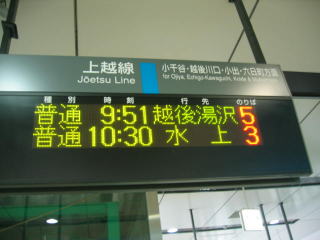 上越線
Jōetsu Line
小千谷・越後川口・小出・六日町方面
for Ojiya, Echigo-Kawaguchi, Koide & Muikamachi
種別 時刻 行先 のりば
普通 9:51 越後湯沢 5
普通 10:30 水上 3